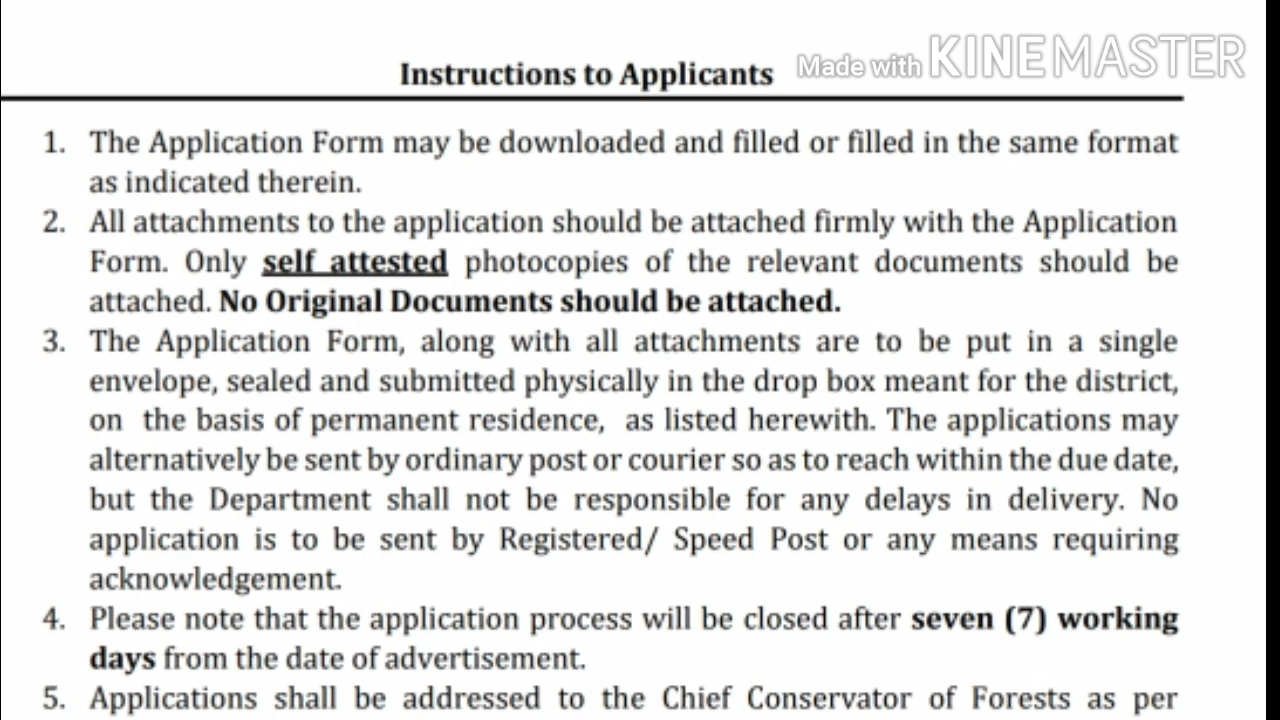 Instructions to Applicants
Made with KINEMASTER
1. The Application Form may be downloaded and filled or filled in the same format
as indicated therein.
2. All attachments to the application should be attached firmly with the Application
Form. Only self attested photocopies of the relevant documents should be
attached. No Original Documents should be attached.
3. The Application Form, along with all attachments are to be put in a single
envelope, sealed and submitted physically in the drop box meant for the district,
on the basis of permanent residence, as listed herewith. The applications may
alternatively be sent by ordinary post or courier so as to reach within the due date,
but the Department shall not be responsible for any delays in delivery. No
application is to be sent by Registered/ Speed Post or any means requiring
acknowledgement.
4. Please note that the application process will be closed after seven (7) working
days from the date of advertisement.
5. Applications shall be addressed to the Chief Conservator of Forests as per